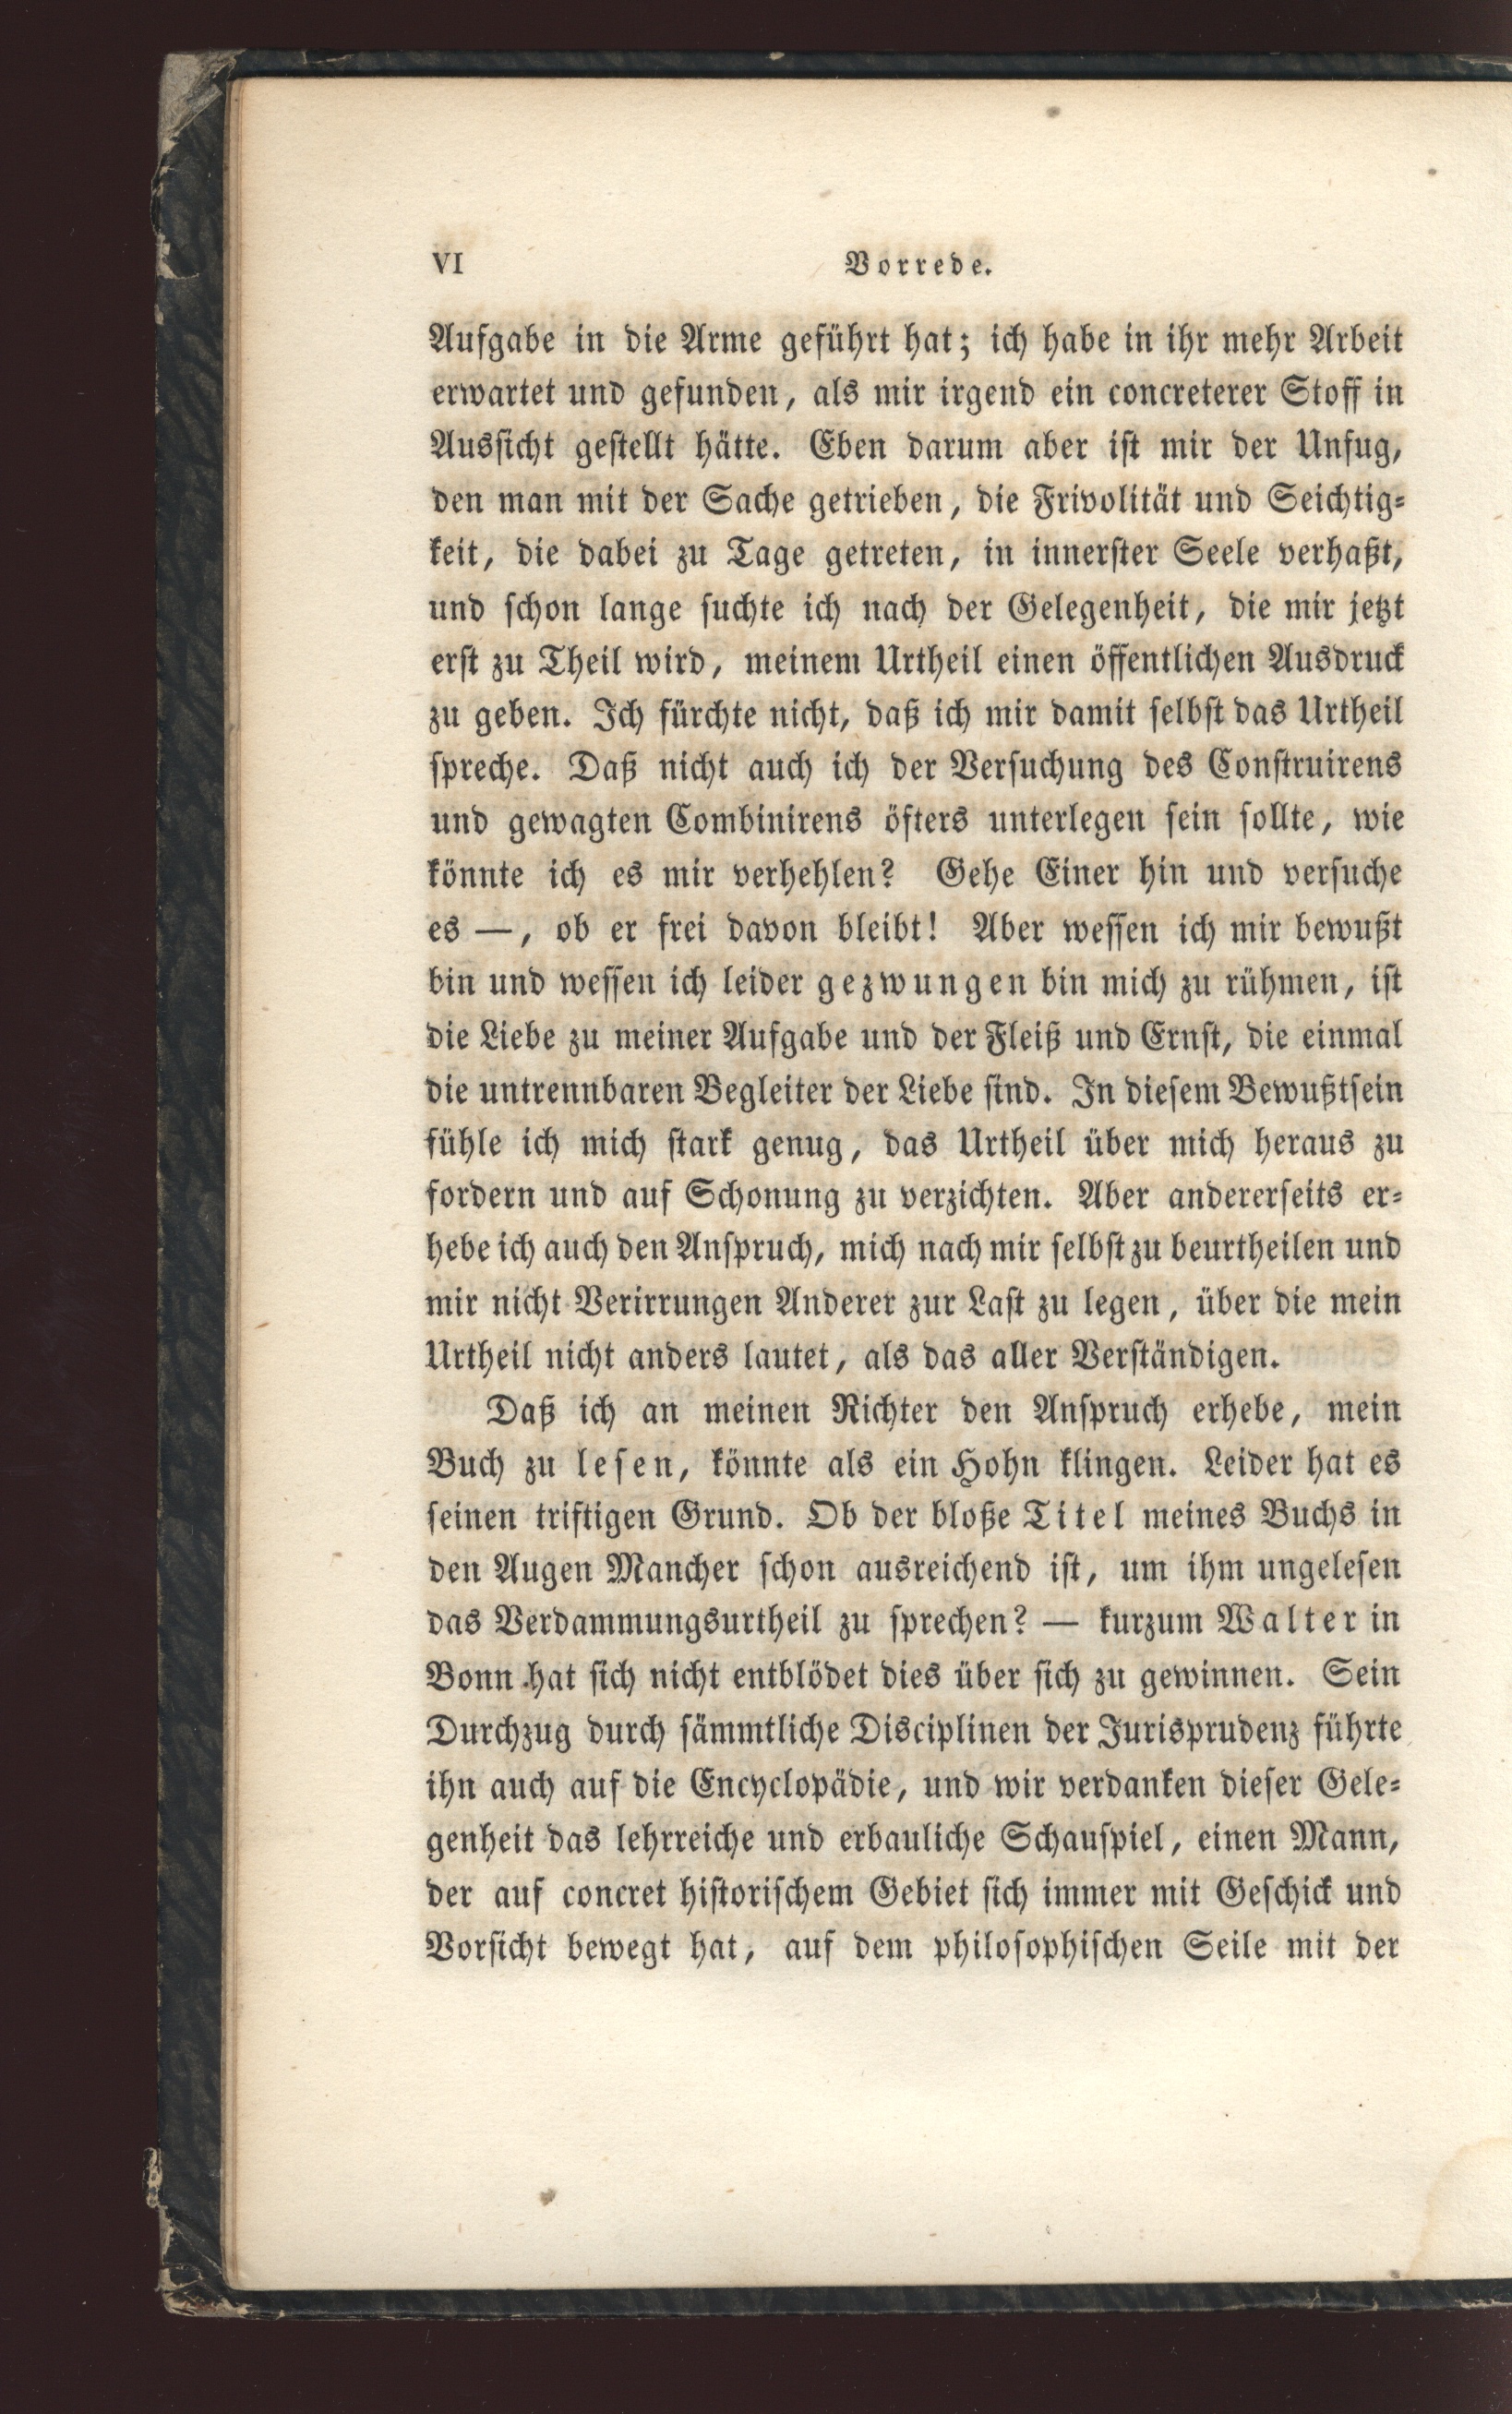 VI Vorrede.
Aufgabe in die Arme geführt hat; ich habe in ihr mehr Arbeit
erwartet und gefunden, als mir irgend ein concreterer Stoff in
Aussicht gestellt hätte. Eben darum aber ist mir der Unfug,
den man mit der Sache getrieben, die Frivolität und Seichtig-
keit, die dabei zu Tage getreten, in innerster Seele verhaßt,
und schon lange suchte ich nach der Gelegenheit, die mir jetzt
erst zu Theil wird, meinem Urtheil einen öffentlichen Ausdruck
zu geben. Ich fürchte nicht, daß ich mir damit selbst das Urtheil
spreche. Daß nicht auch ich der Versuchung des Construirens
und gewagten Combinirens öfters unterlegen sein sollte, wie
könnte ich es mir verhehlen? Gehe Einer hin und versuche
es —, ob er frei davon bleibt! Aber wessen ich mir bewußt
bin und wessen ich leider gezwungen bin mich zu rühmen, ist
die Liebe zu meiner Aufgabe und der Fleiß und Ernst, die einmal
die untrennbaren Begleiter der Liebe sind. In diesem Bewußtsein
fühle ich mich stark genug, das Urtheil über mich heraus zu
fordern und auf Schonung zu verzichten. Aber andererseits er-
hebe ich auch den Anspruch, mich nach mir selbst zu beurtheilen und
mir nicht Verirrungen Anderer zur Last zu legen, über die mein
Urtheil nicht anders lautet, als das aller Verständigen.
Daß ich an meinen Richter den Anspruch erhebe, mein
Buch zu lesen, könnte als ein Hohn klingen. Leider hat es
seinen triftigen Grund. Ob der bloße Titel meines Buchs in
den Augen Mancher schon ausreichend ist, um ihm ungelesen
das Verdammungsurtheil zu sprechen? — kurzum Walter in
Bonn hat sich nicht entblödet dies über sich zu gewinnen. Sein
Durchzug durch sämmtliche Disciplinen der Jurisprudenz führte
ihn auch auf die Encyclopädie, und wir verdanken dieser Gele-
genheit das lehrreiche und erbauliche Schauspiel, einen Mann,
der auf concret historischem Gebiet sich immer mit Geschick und
Vorsicht bewegt hat, auf dem philosophischen Seile mit der